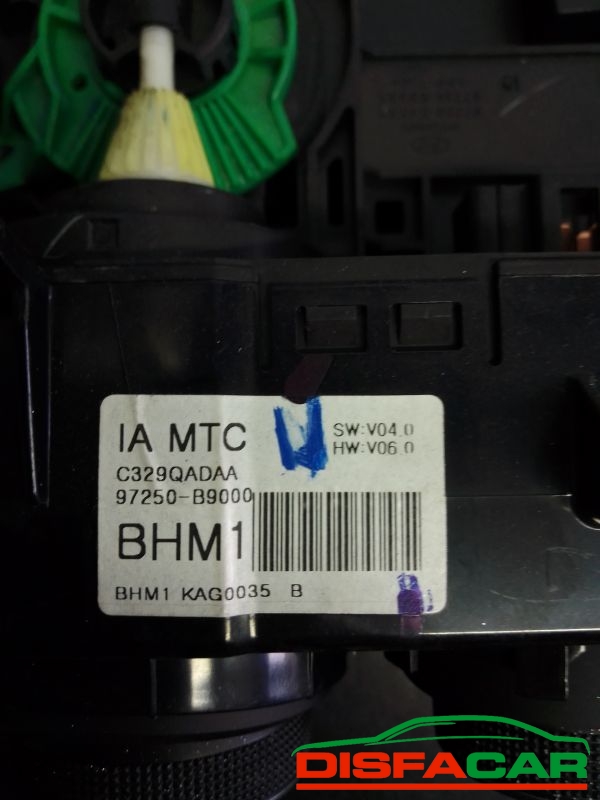 IA MTC
SW:V04.0
HW:V06.0
C329QADAA
97250-B9000
BHM1
BHM1 KAG0035 B
DISFACAR